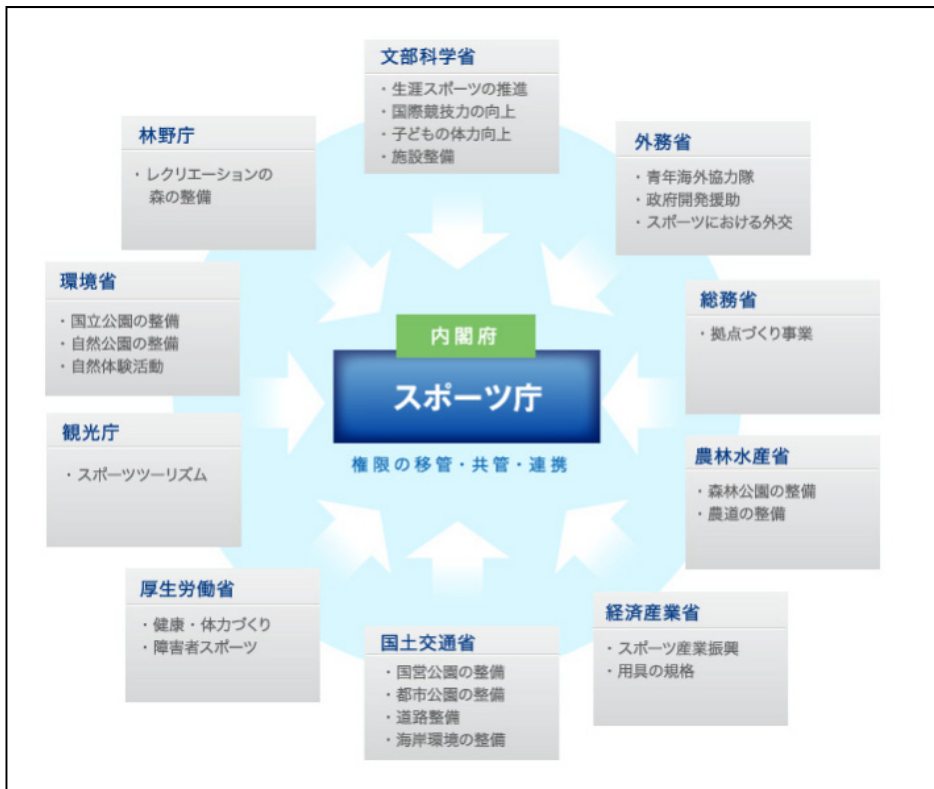 文部科学省
・生涯スポーツの推進
・国際競技力の向上
・子どもの体力向上
・施設整備
林野庁
・レクリエーションの
森の整備
外務省
・青年海外協力隊
・政府開発援助
・スポーツにおける外交
環境省
・国立公園の整備
・自然公園の整備
・自然体験活動
総務省
・拠点づくり事業
内閣府
スポーツ庁
権限の移管・共管・連携
観光庁
・スポーツツーリズム
農林水産省
・森林公園の整備
・農道の整備
厚生労働省
・健康・体力づくり
・障害者スポーツ
国土交通省
・国営公園の整備
・都市公園の整備
・道路整備
・海岸環境の整備
経済産業省
・スポーツ産業振興
・用具の規格